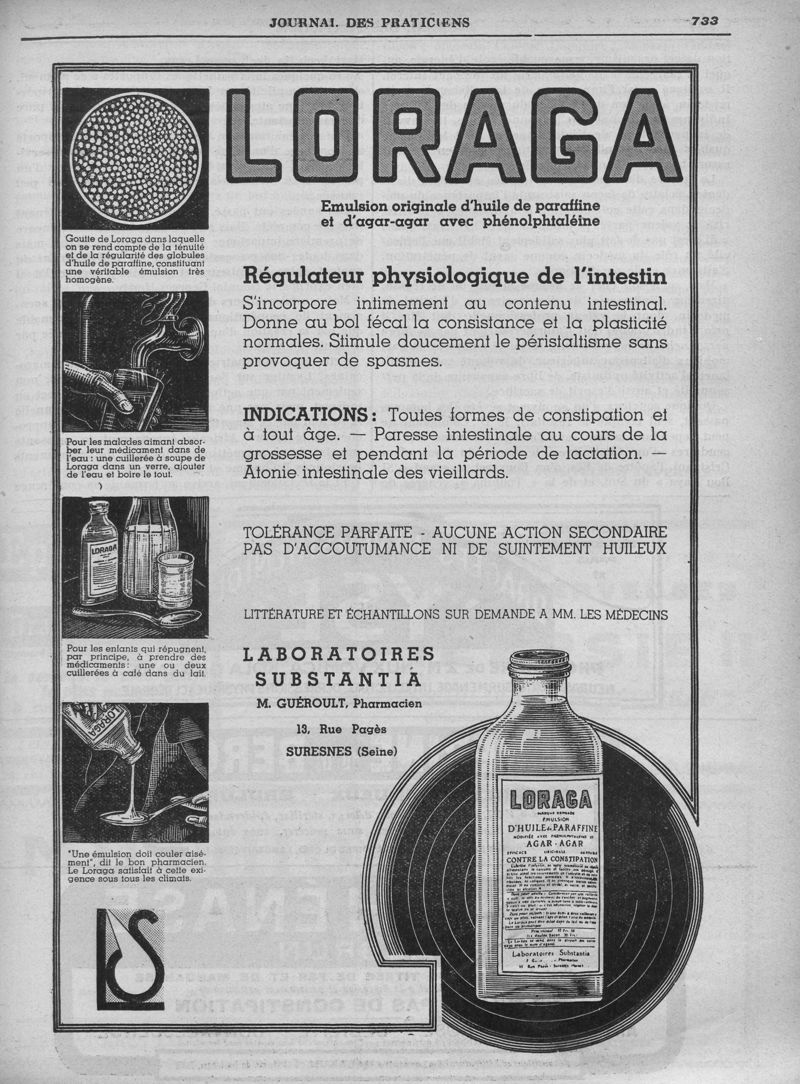 JOURNAL DES PRATICIENS
733
LORAGA
Emulsion originale d'huile de paraffine
et d'agar-agar avec phénolphtaléine
Régulateur physiologique de l'intestin
S'incorpore intimement au contenu intestinal.
Donne au bol fécal la consistance et la plasticité
normales. Stimule doucement le péristaltisme sans
provoquer de spasmes.
INDICATIONS: Toutes formes de constipation et
à tout âge. — Paresse intestinale au cours de la
grossesse et pendant la période de lactation. —
Atonie intestinale des vieillards.
TOLÉRANCE PARFAITE - AUCUNE ACTION SECONDAIRE
PAS D'ACCOUTUMANCE NI DE SUINTEMENT HUILEUX
LITTÉRATURE ET ÉCHANTILLONS SUR DEMANDE A MM. LES MÉDECINS
LABORATOIRES
SUBSTANTIA
M. GUÉROULT, Pharmacien
13, Rue Pagès
SURESNES (Seine)
Goutte de Loraga dans laquelle
on se rend compte de la ténuité
et de la régularité des globules
d'huile de paraffine, constituant
une véritable émulsion très
homogène.
Pour les malades aimant absor-
ber leur médicament dans de
l'eau : une cuillerée à soupe de
Loraga dans un verre, ajouter
de l'eau et boire le tout.
LORAGA
Pour les enfants qui répugnent,
par principe, à prendre des
médicaments: une ou deux
cuillerées à café dans du lait.
LORAGA
"Une émulsion doit couler aisé-
ment", dit le bon pharmacien.
Le Loraga satisfait à cette exi-
gence sous tous les climats.
LS
LORAGA
MARQUE DÉPOSÉE
EMULSION
D'HUILE de PARAFFINE
AGAR-AGAR
CONTRE LA CONSTIPATION
Laboratoires Substantia